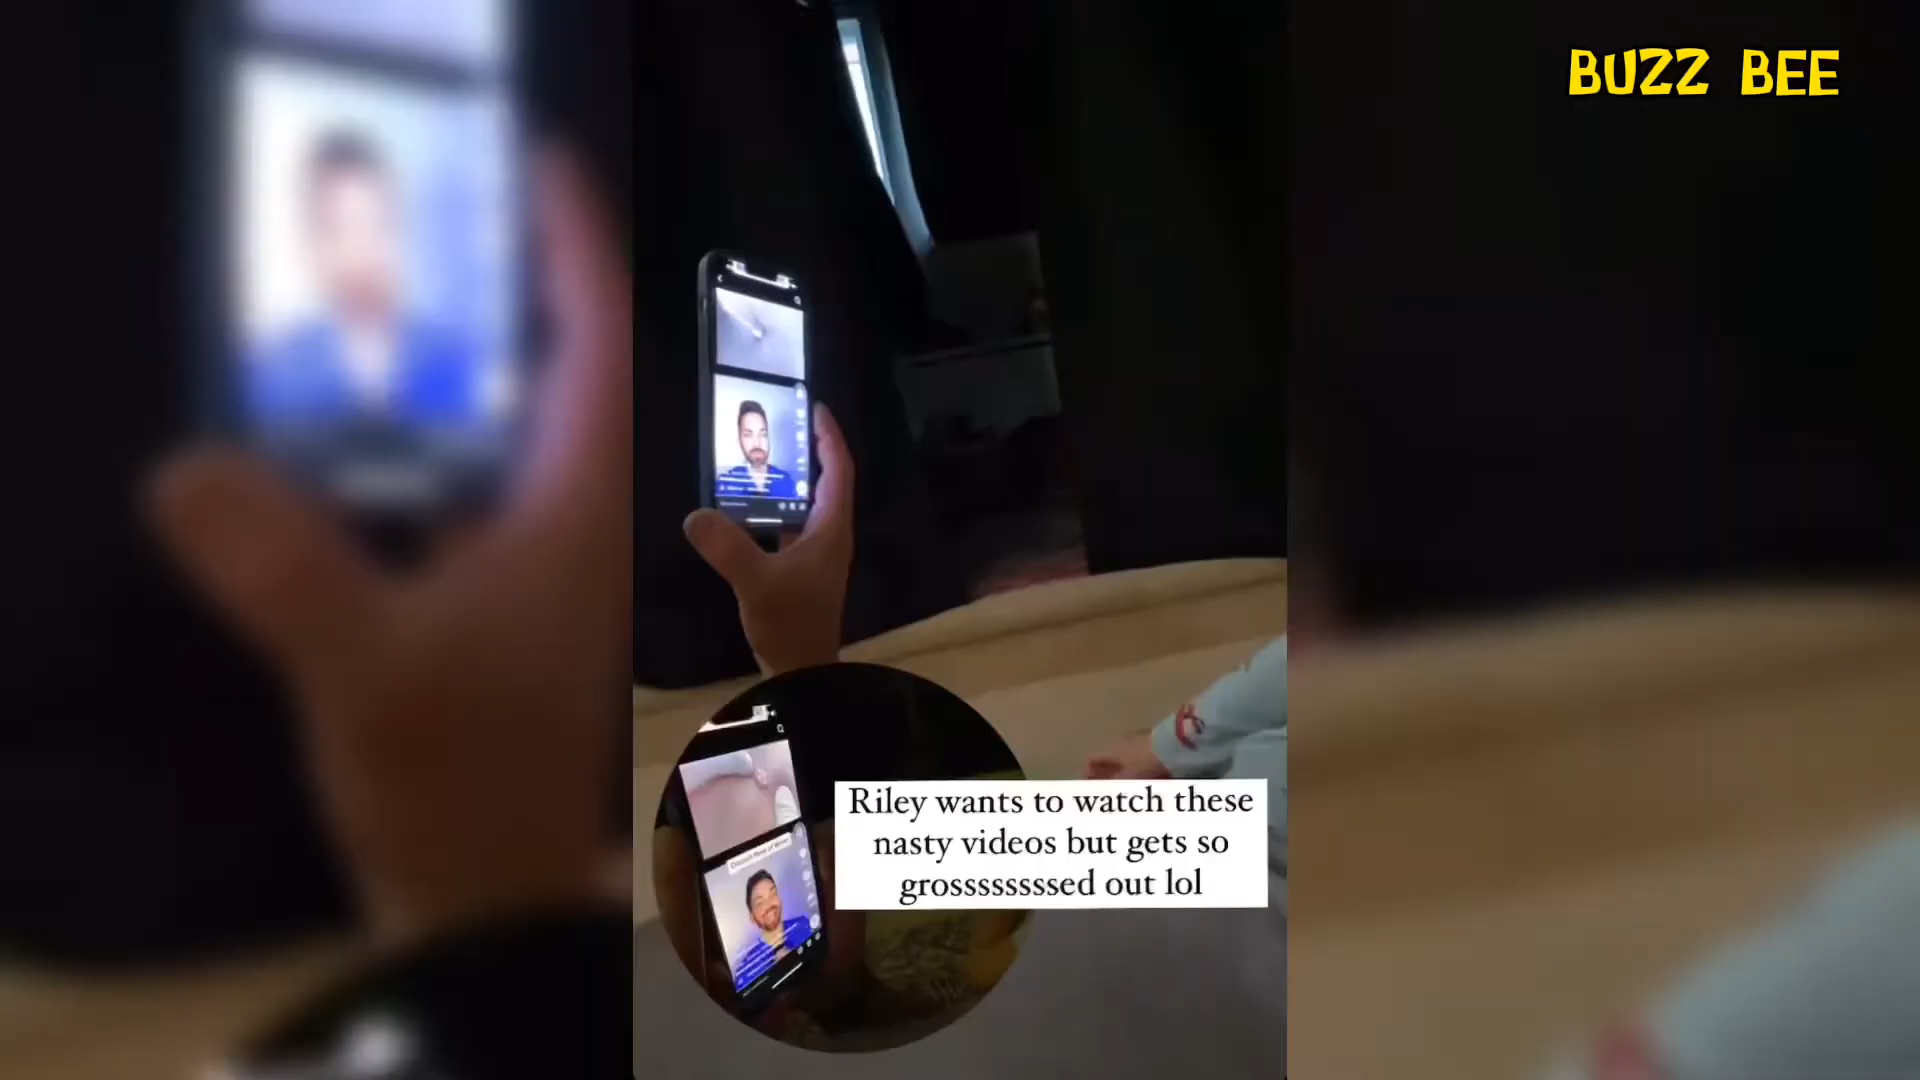 BUZZ BEE
Riley wants to watch these
nasty videos but gets so
grosssssssssed out lol